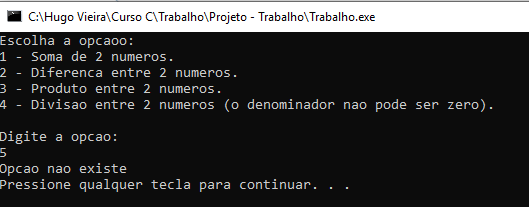 C:\Hugo Vieira\Curso C\Trabalho\Projeto - Trabalho\Trabalho.exe
Escolha a opcaoo:
1 - Soma de 2 numeros.
2 - Diferenca entre 2 numeros.
3 - Produto entre 2 numeros.
4 - Divisao entre 2 numeros (o denominador nao pode ser zero).
Digite a opcao:
5
Opcao nao existe
Pressione qualquer tecla para continuar. . .